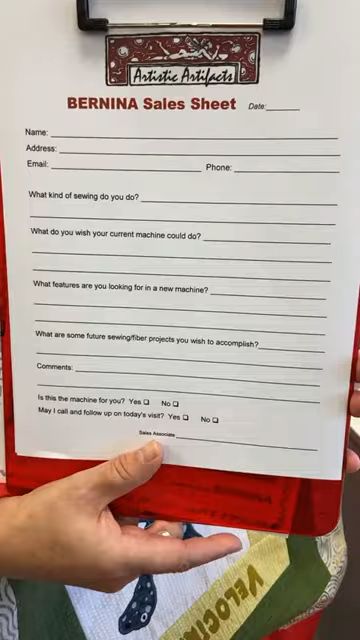 Artistic Artifacts
BERNINA Sales Sheet Date:
Name:
Address:
Email: Phone:
What kind of sewing do you do?
What do you wish your current machine could do?
What features are you looking for in a new machine?
What are some future sewing/fiber projects you wish to accomplish?
Comments:
Is this the machine for you? Yes ☐ No ☐
May I call and follow up on today's visit? Yes ☐ No ☐
Sales Associate
VELOCI